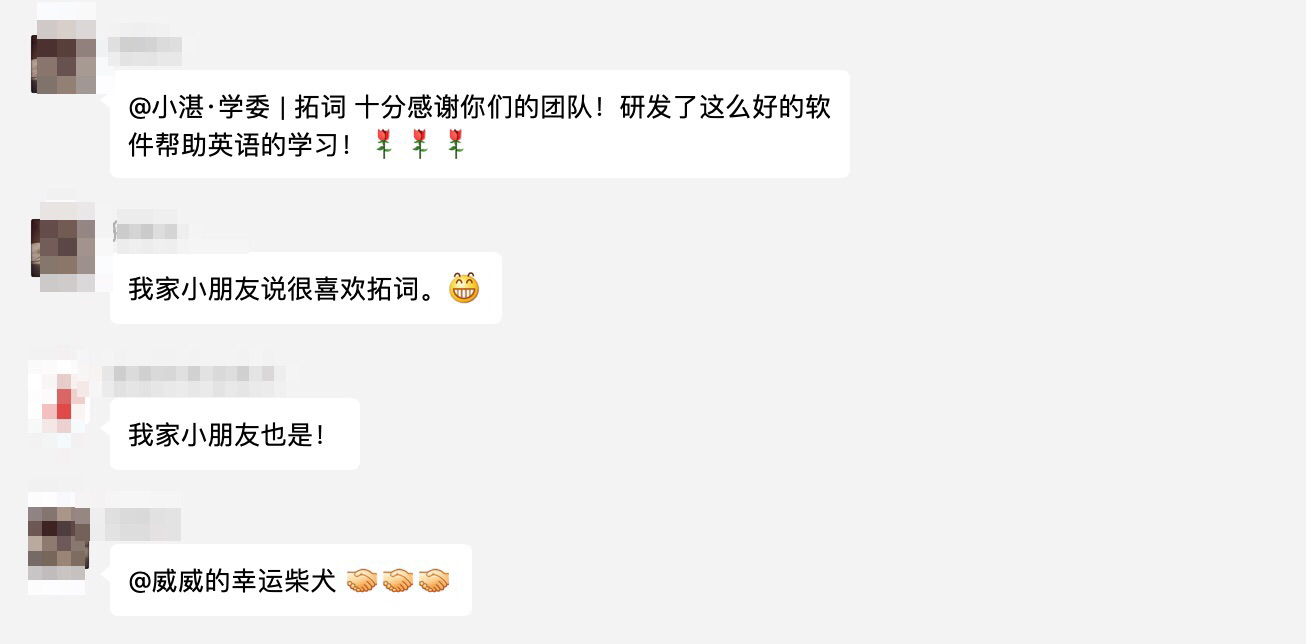 @小湛·学委 | 拓词 十分感谢你们的团队！研发了这么好的软
件帮助英语的学习！🌹🌹🌹
我家小朋友说很喜欢拓词。😁
我家小朋友也是！
@威威的幸运柴犬 🤝🤝🤝